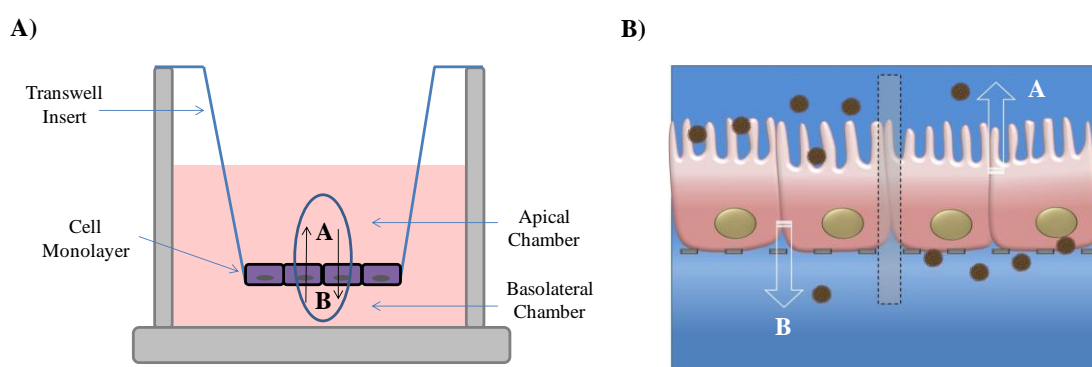 A)
Transwell
Insert
Cell
Monolayer
A
B
Apical
Chamber
Basolateral
Chamber
B)
A
B